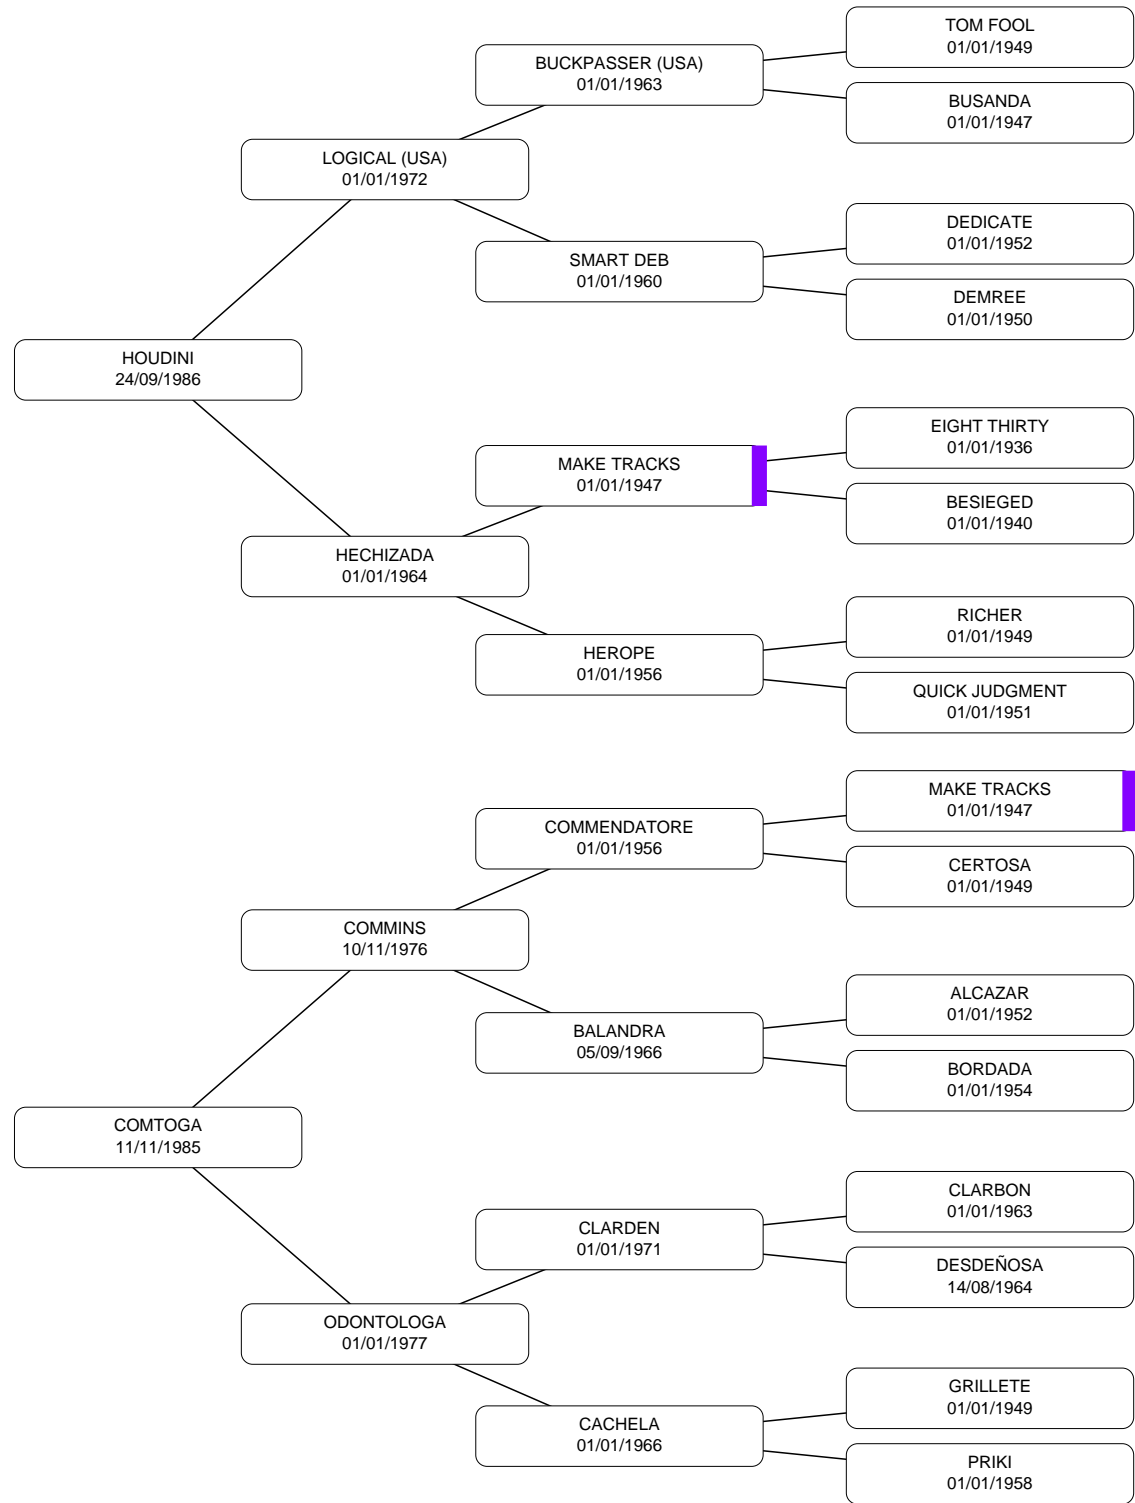 TOM FOOL
01/01/1949
BUCKPASSER (USA)
01/01/1963
BUSANDA
01/01/1947
LOGICAL (USA)
01/01/1972
DEDICATE
01/01/1952
SMART DEB
01/01/1960
DEMREE
01/01/1950
HOUDINI
24/09/1986
EIGHT THIRTY
01/01/1936
MAKE TRACKS
01/01/1947
BESIEGED
01/01/1940
HECHIZADA
01/01/1964
RICHER
01/01/1949
HEROPE
01/01/1956
QUICK JUDGMENT
01/01/1951
MAKE TRACKS
01/01/1947
COMMENDATORE
01/01/1956
CERTOSA
01/01/1949
COMMINS
10/11/1976
ALCAZAR
01/01/1952
BALANDRA
05/09/1966
BORDADA
01/01/1954
COMTOGA
11/11/1985
CLARBON
01/01/1963
CLARDEN
01/01/1971
DESDEÑOSA
14/08/1964
ODONTOLOGA
01/01/1977
GRILLETE
01/01/1949
CACHELA
01/01/1966
PRIKI
01/01/1958